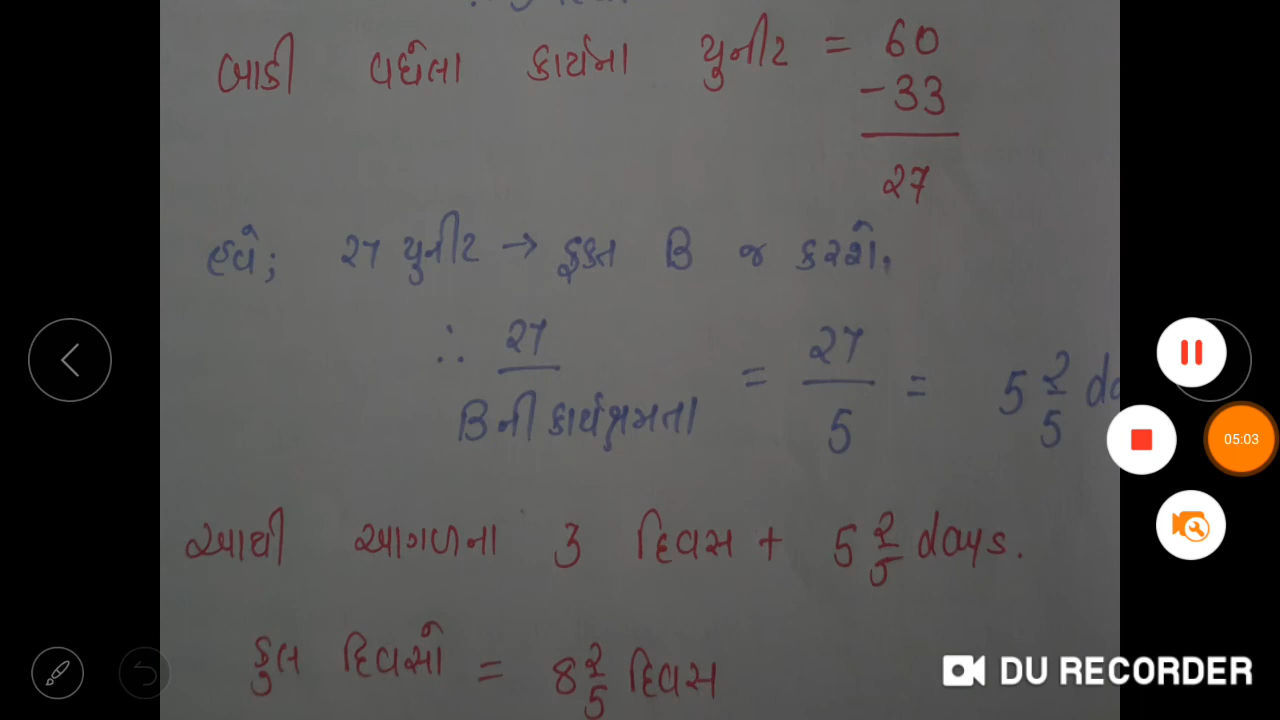 બાકી વધેલા કાર્યના યુનીટ = 60
-33
27
હવે; 27 યુનીટ → ફક્ત B જ કરશે.
∴ 27 / Bની કાર્યક્ષમતા = 27/5 = 5 2/5
આથી આગળના 3 દિવસ + 5 2/5 days.
કુલ દિવસો = 8 2/5 દિવસ
05:03
DU RECORDER